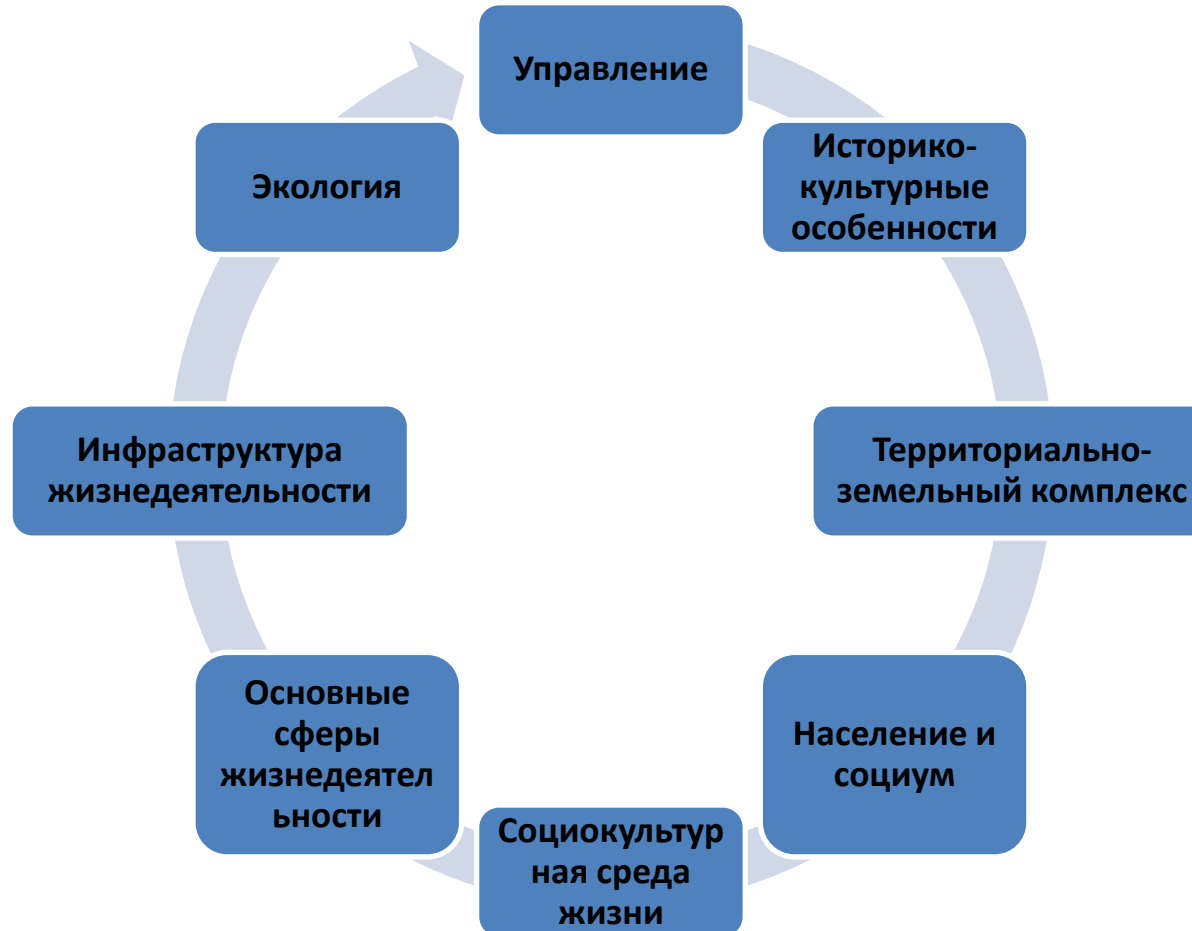 Управление
Историко-
культурные
особенности
Территориально-
земельный комплекс
Население и
социум
Социокультур
ная среда
жизни
Основные
сферы
жизнедеятел
ьности
Инфраструктура
жизнедеятельности
Экология